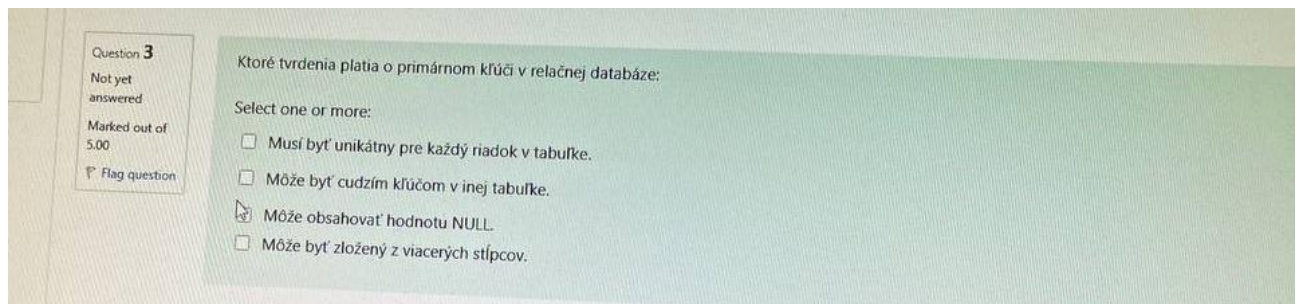 Question 3
Not yet
answered
Marked out of
5.00
Flag question
Ktoré tvrdenia platia o primárnom kľúči v relačnej databáze:
Select one or more:
Musí byť unikátny pre každý riadok v tabuľke.
Môže byť cudzím kľúčom v inej tabuľke.
Môže obsahovať hodnotu NULL.
Môže byť zložený z viacerých stĺpcov.